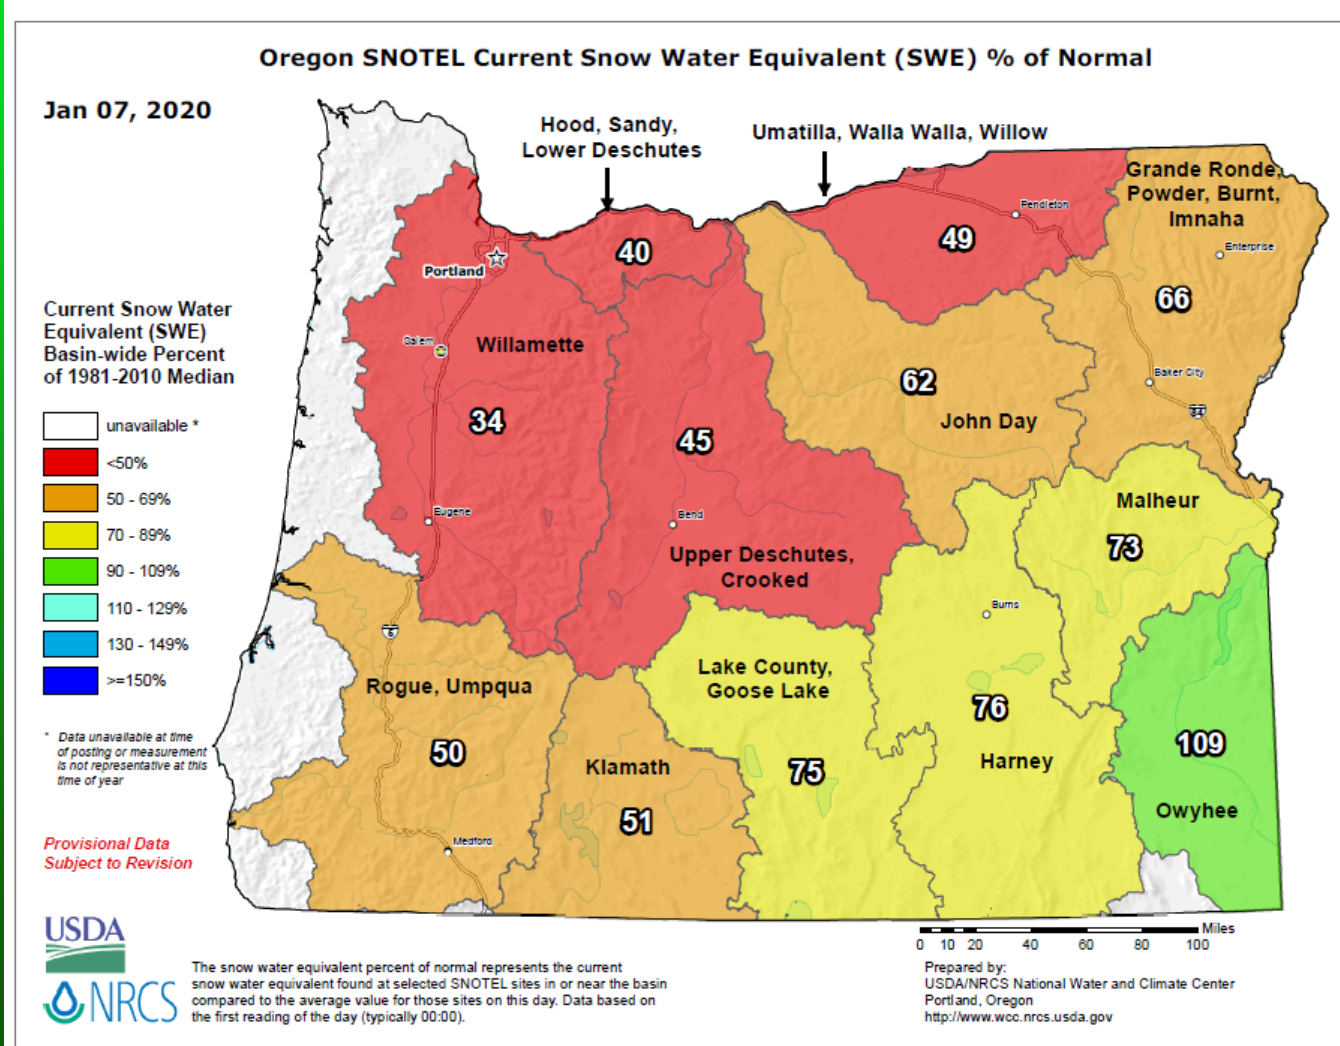 Oregon SNOTEL Current Snow Water Equivalent (SWE) % of Normal
Jan 07, 2020
Hood, Sandy,
Lower Deschutes
Umatilla, Walla Walla, Willow
Grande Ronde,
Powder, Burnt,
Imnaha
Pendleton
Enterprise
40
49
66
Portland
Salem
Willamette
34
45
62
John Day
Baker City
84
Eugene
Bend
Upper Deschutes,
Crooked
Malheur
73
Burns
5
Rogue, Umpqua
50
Klamath
51
Lake County,
Goose Lake
75
76
Harney
109
Owyhee
Medford
Current Snow Water
Equivalent (SWE)
Basin-wide Percent
of 1981-2010 Median
unavailable *
<50%
50 - 69%
70 - 89%
90 - 109%
110 - 129%
130 - 149%
>=150%
* Data unavailable at time
of posting or measurement
is not representative at this
time of year
Provisional Data
Subject to Revision
USDA
NRCS
The snow water equivalent percent of normal represents the current
snow water equivalent found at selected SNOTEL sites in or near the basin
compared to the average value for those sites on this day. Data based on
the first reading of the day (typically 00:00).
Miles
0 10 20 40 60 80 100
Prepared by:
USDA/NRCS National Water and Climate Center
Portland, Oregon
http://www.wcc.nrcs.usda.gov